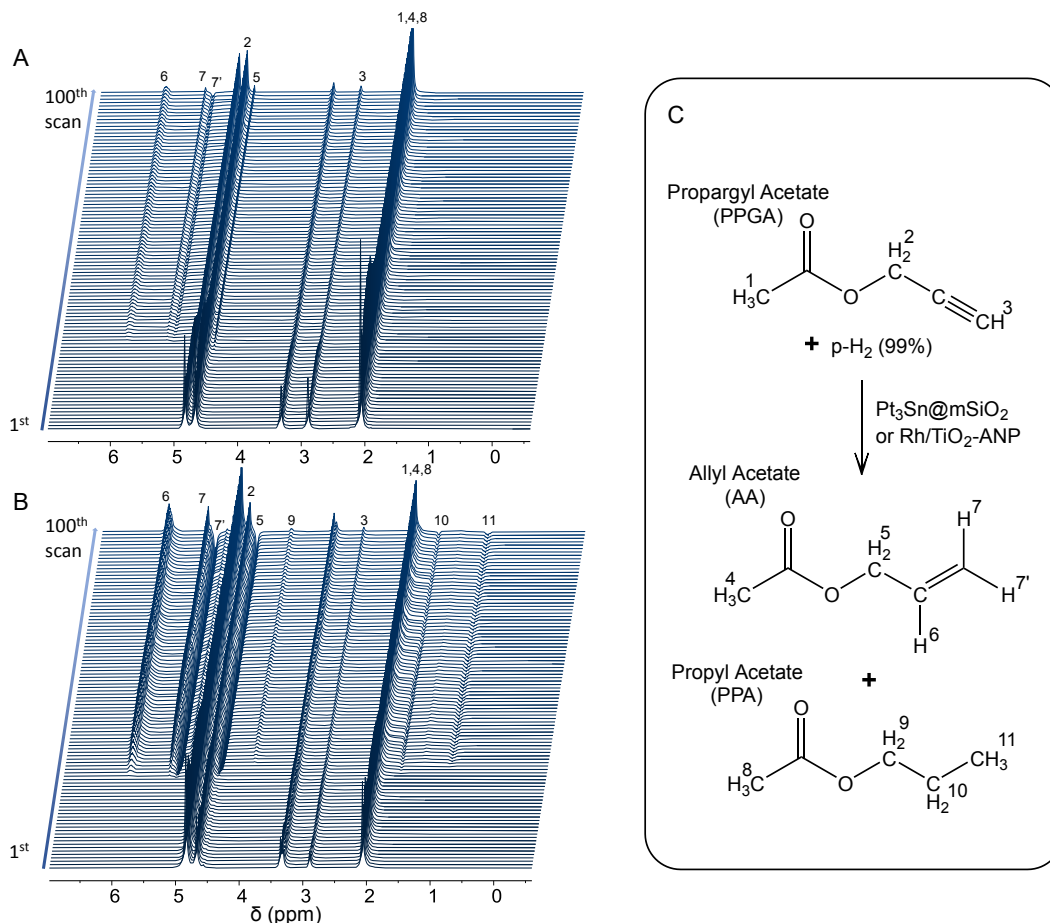 A
100th
scan
1st
6
7
7'
2
5
3
1,4,8
6
5
4
3
2
1
0
B
100th
scan
1st
6
7
7'
2
5
9
3
1,4,8
10
11
6
5
4
3
2
1
0
δ (ppm)
C
Propargyl Acetate
(PPGA)
O
H2 2
1
H3C
O
C
CH 3
+ p-H2 (99%)
Pt3Sn@mSiO2
or Rh/TiO2-ANP
Allyl Acetate
(AA)
O
5
H2
C
7
H
4
H3C
O
H 7'
6
H
Propyl Acetate
(PPA)
+
O
9
H2
C
11
CH3
8
H3C
O
C
H2 10